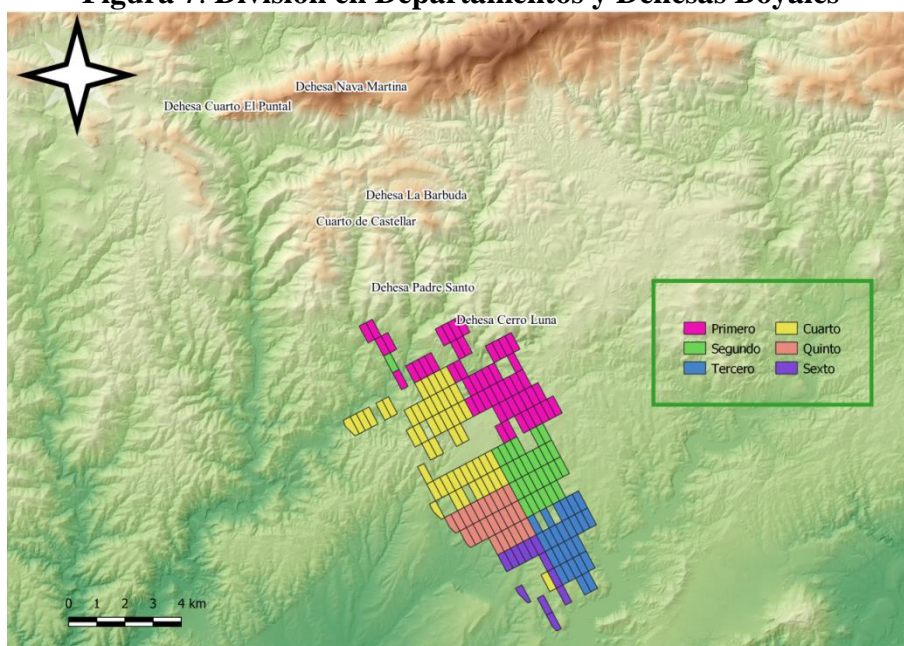 Figura 7. División en Departamentos y Dehesas Boyales
Dehesa Nava Martina
Dehesa Cuarto El Puntal
Dehesa La Barbuda
Cuarto de Castellar
Dehesa Padre Santo
Dehesa Cerro Luna
Primero Cuarto
Segundo Quinto
Tercero Sexto
0 1 2 3 4 km